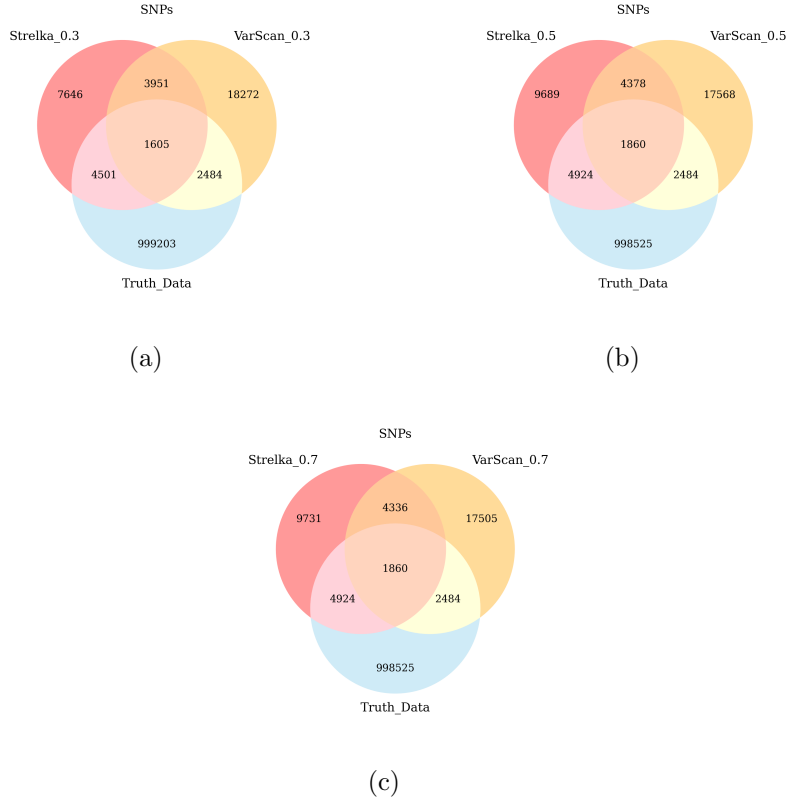 SNPs
Strelka_0.3
VarScan_0.3
3951
7646
18272
1605
4501
2484
999203
Truth_Data
(a)
SNPs
Strelka_0.5
VarScan_0.5
4378
9689
17568
1860
4924
2484
998525
Truth_Data
(b)
SNPs
Strelka_0.7
VarScan_0.7
4336
9731
17505
1860
4924
2484
998525
Truth_Data
(c)